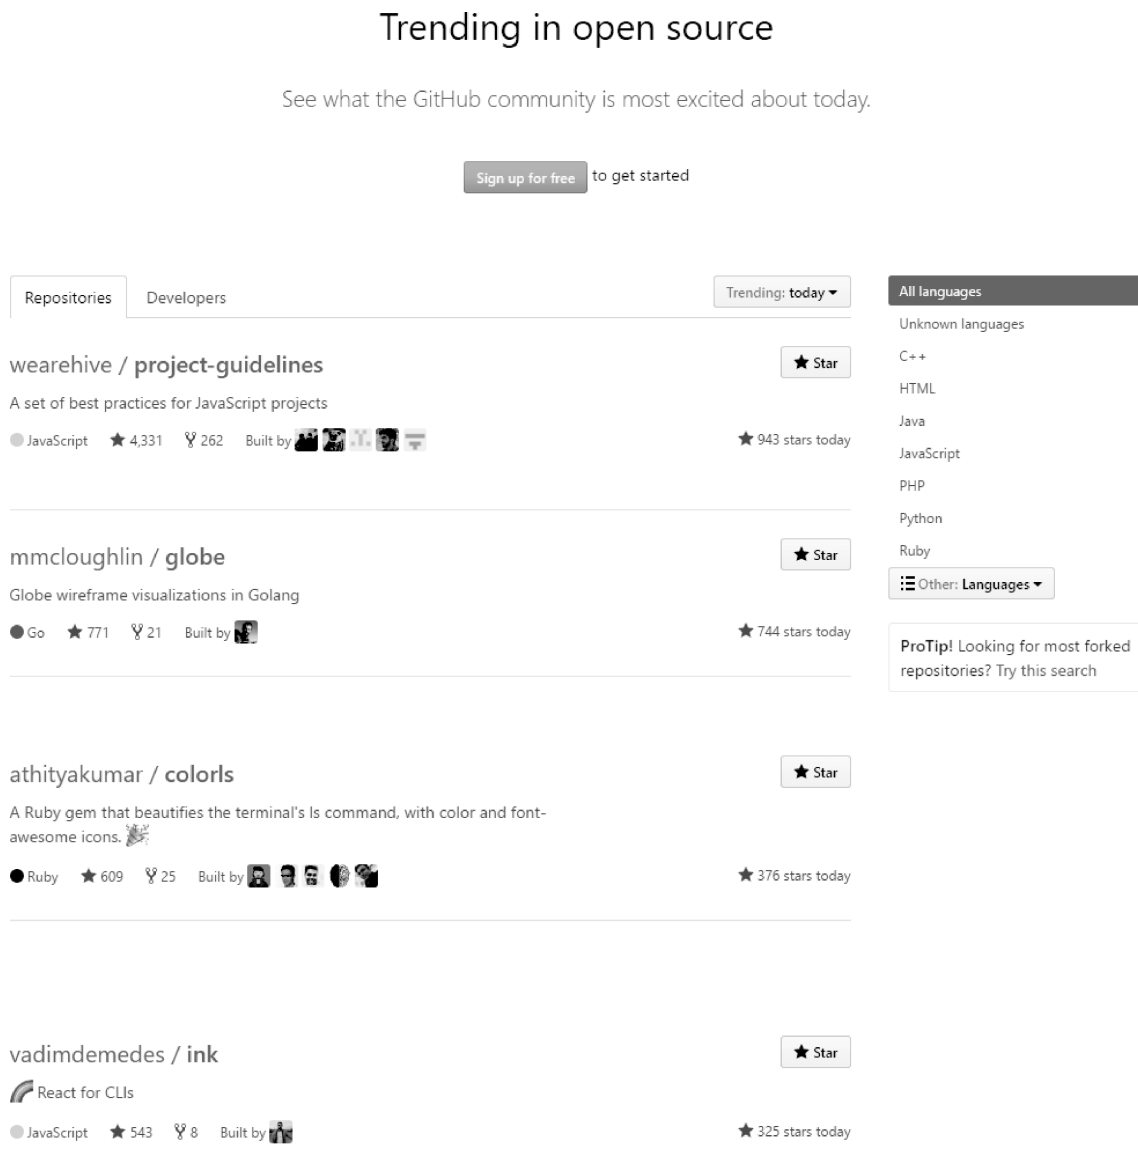 Trending in open source
See what the GitHub community is most excited about today.
Sign up for free to get started
Repositories
Developers
Trending: today
wearehive / project-guidelines
Star
A set of best practices for JavaScript projects
JavaScript 4,331 262 Built by
943 stars today
mmcloughlin / globe
Star
Globe wireframe visualizations in Golang
Go 771 21 Built by
744 stars today
athityakumar / colorls
Star
A Ruby gem that beautifies the terminal's ls command, with color and font-
awesome icons.
Ruby 609 25 Built by
376 stars today
vadimdemedes / ink
Star
React for CLIs
JavaScript 543 8 Built by
325 stars today
All languages
Unknown languages
C++
HTML
Java
JavaScript
PHP
Python
Ruby
Other: Languages
ProTip! Looking for most forked
repositories? Try this search